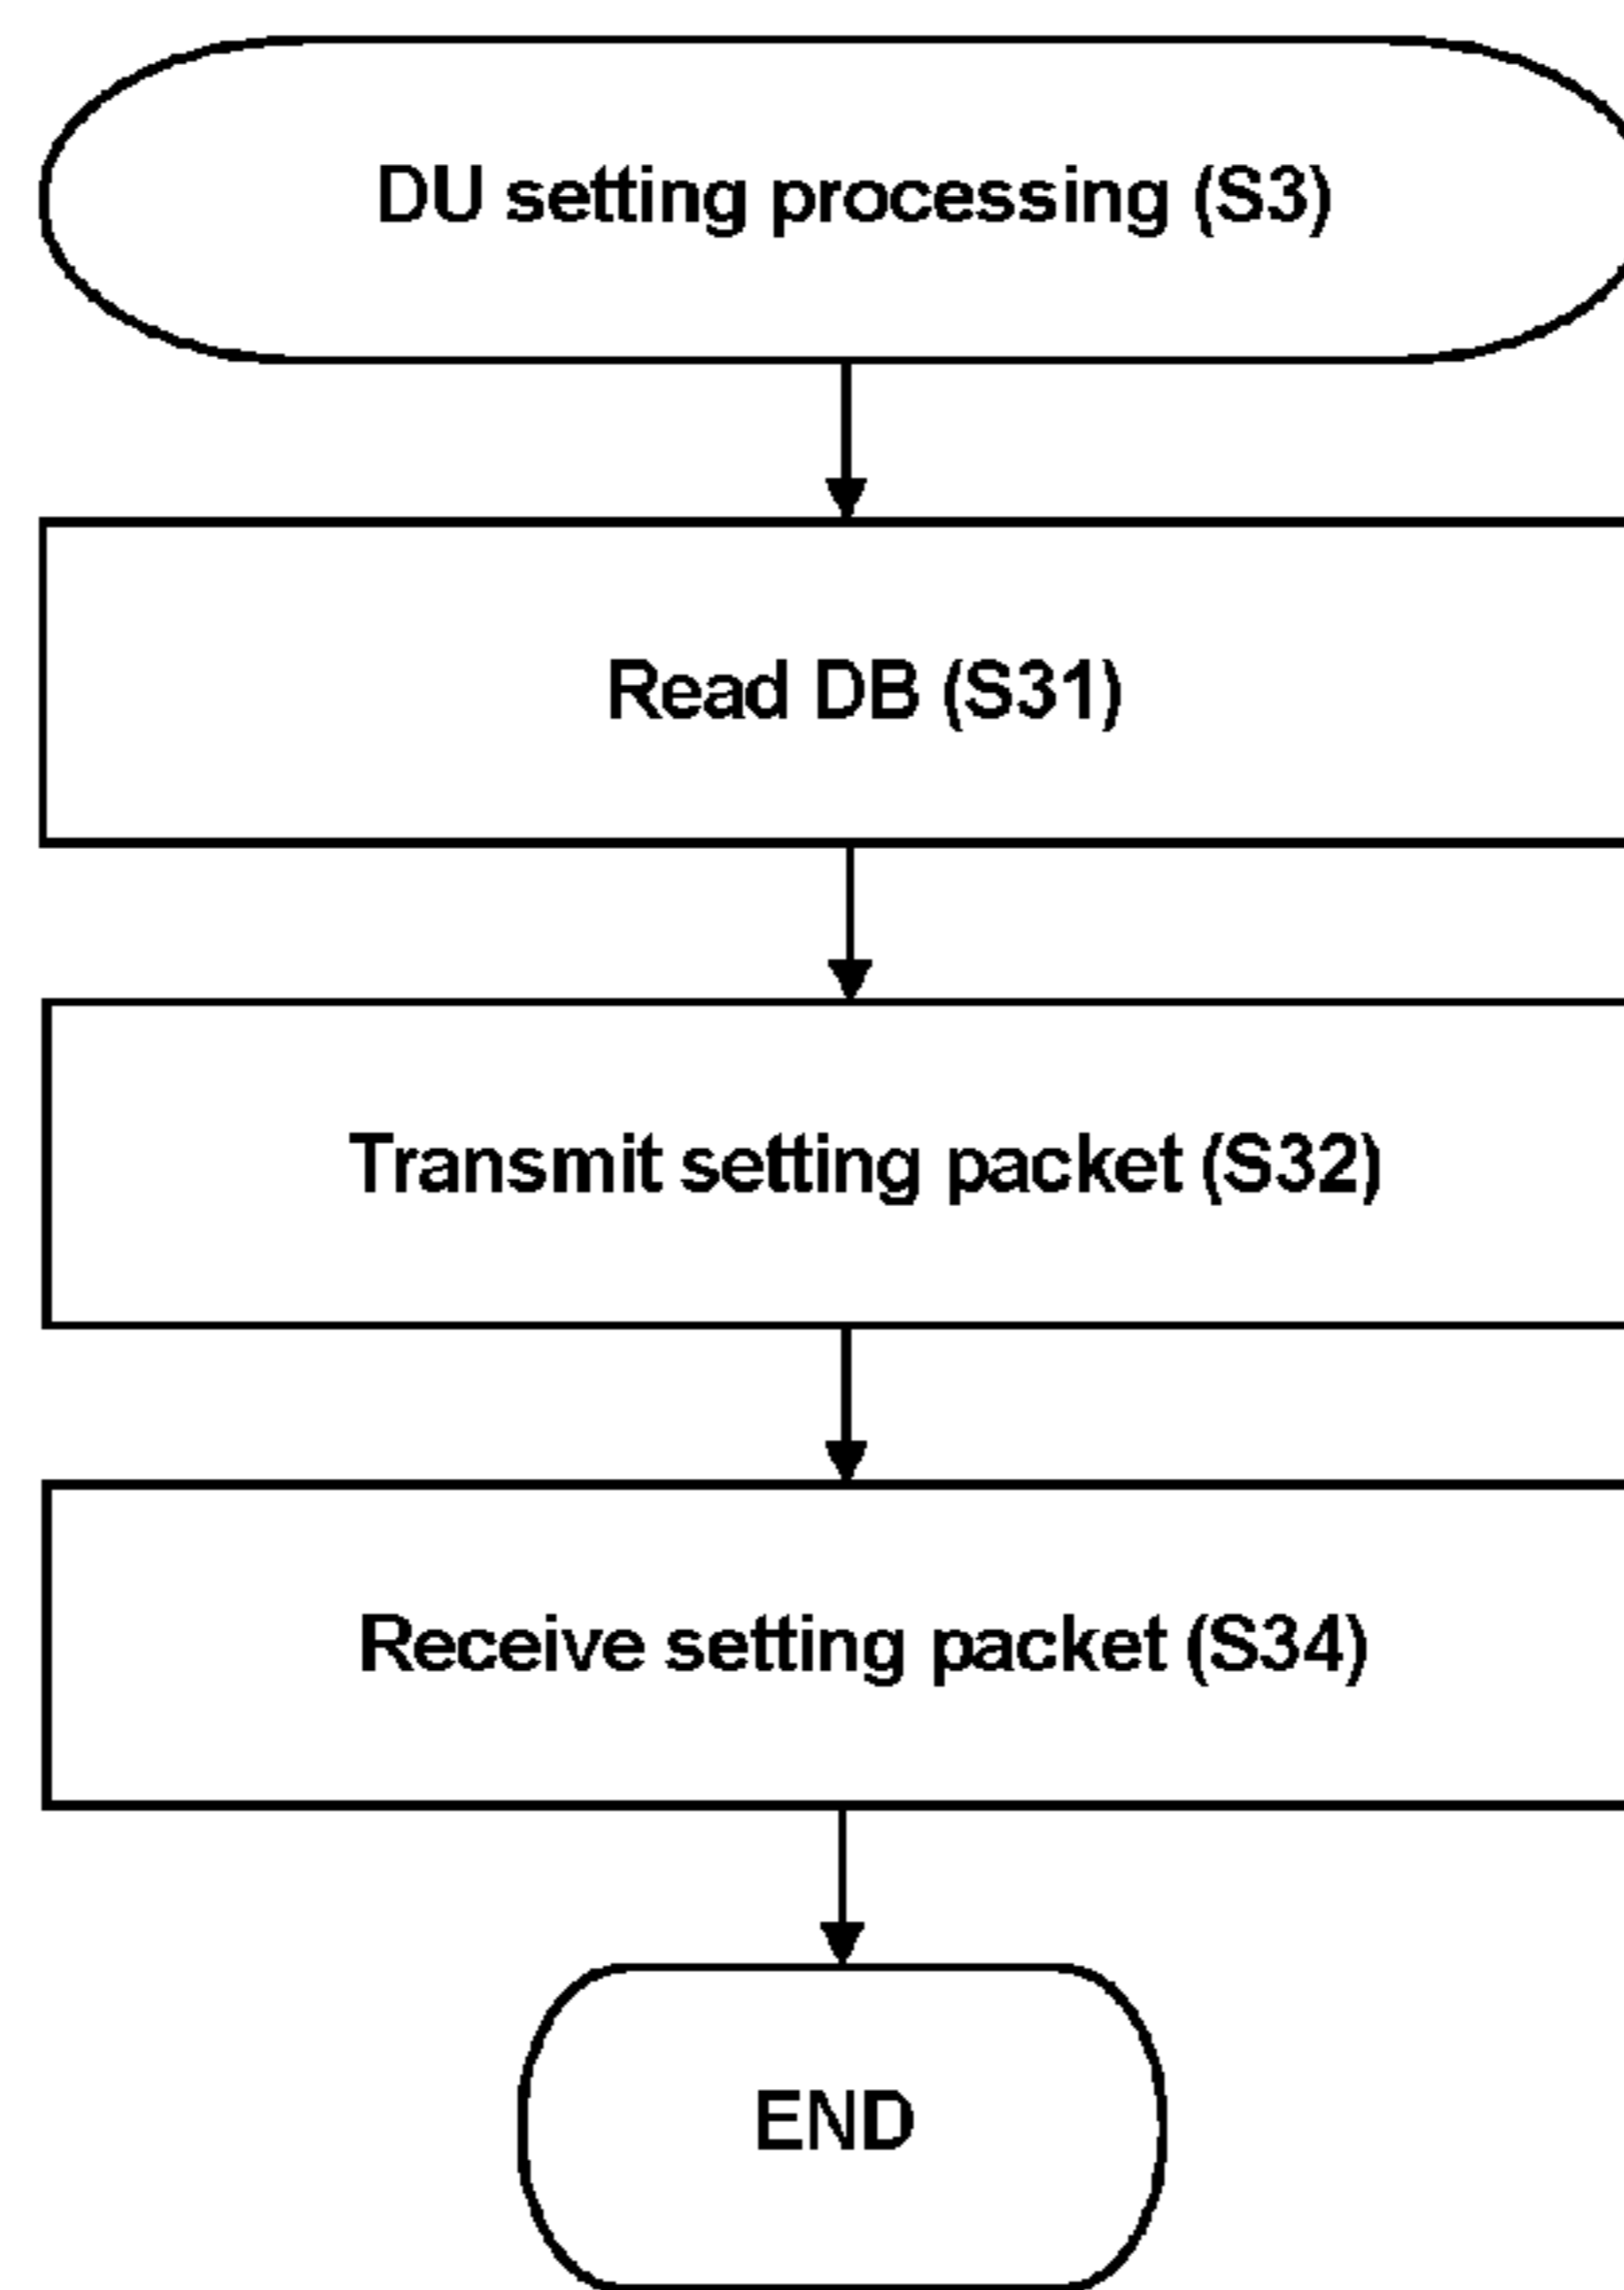 DU setting processing (S3)
Read DB (S31)
Transmit setting packet (S32)
Receive setting packet (S34)
END